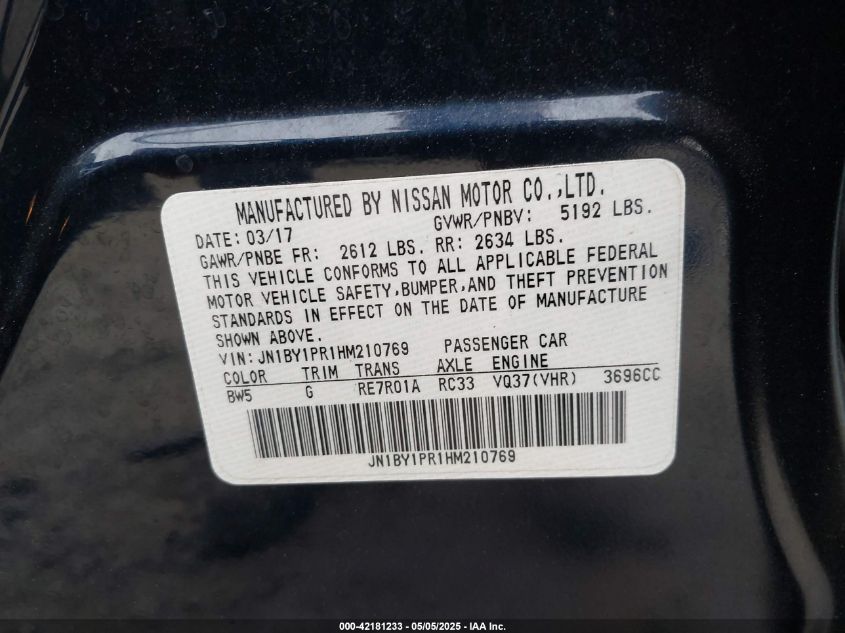 MANUFACTURED BY NISSAN MOTOR CO.,LTD.
DATE: 03/17 GVWR/PNBV: 5192 LBS.
GAWR/PNBE FR: 2612 LBS. RR: 2634 LBS.
THIS VEHICLE CONFORMS TO ALL APPLICABLE FEDERAL
MOTOR VEHICLE SAFETY,BUMPER,AND THEFT PREVENTION
STANDARDS IN EFFECT ON THE DATE OF MANUFACTURE
SHOWN ABOVE.
VIN: JN1BY1PR1HM210769 PASSENGER CAR
COLOR TRIM TRANS AXLE ENGINE
BW5 G RE7R01A RC33 VQ37(VHR) 3696CC
JN1BY1PR1HM210769
000-42181233 - 05/05/2025 - IAA Inc.